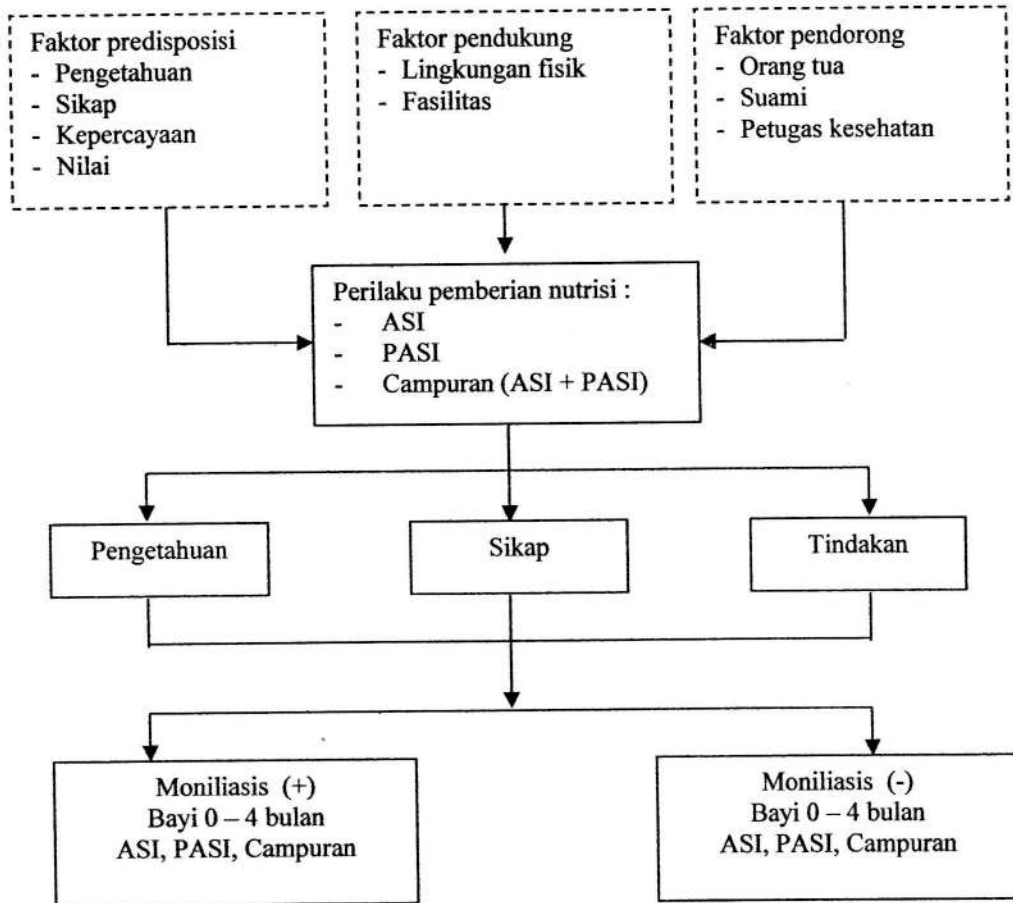 Faktor predisposisi
- Pengetahuan
- Sikap
- Kepercayaan
- Nilai
Faktor pendukung
- Lingkungan fisik
- Fasilitas
Faktor pendorong
- Orang tua
- Suami
- Petugas kesehatan
Perilaku pemberian nutrisi :
- ASI
- PASI
- Campuran (ASI + PASI)
Pengetahuan
Sikap
Tindakan
Moniliasis (+)
Bayi 0 – 4 bulan
ASI, PASI, Campuran
Moniliasis (-)
Bayi 0 – 4 bulan
ASI, PASI, Campuran